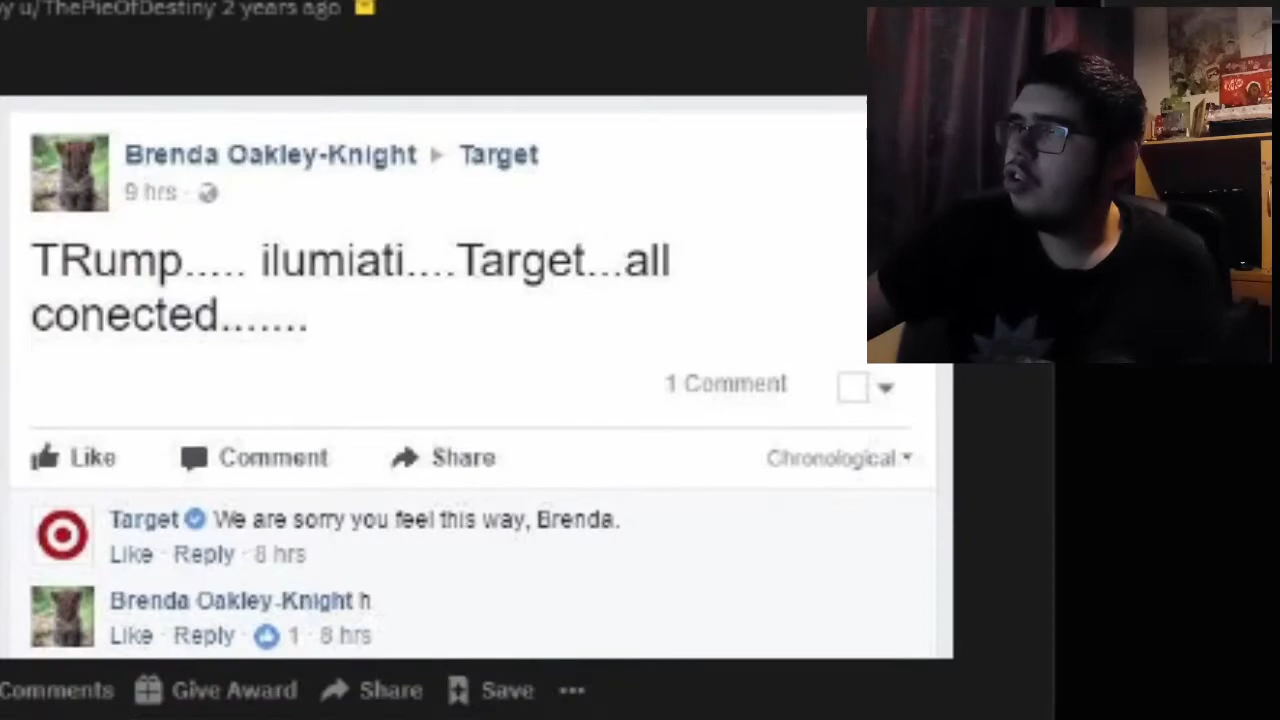 y u/ThePieOfDestiny 2 years ago
Brenda Oakley-Knight ▸ Target
9 hrs ·
TRump..... ilumiati....Target...all
conected.......
1 Comment
Like Comment Share Chronological
Target We are sorry you feel this way, Brenda.
Like · Reply · 8 hrs
Brenda Oakley-Knight h
Like · Reply · 1 · 8 hrs
Comments Give Award Share Save ...